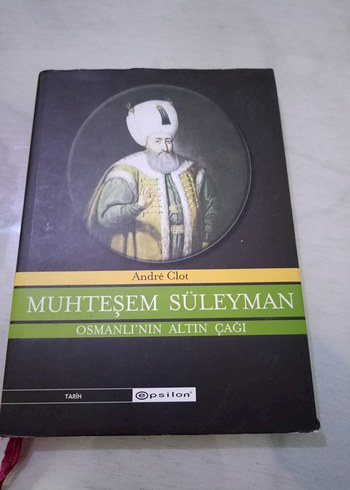 André Clot
MUHTEŞEM SÜLEYMAN
OSMANLI'NIN ALTIN ÇAĞI
TARİH
epsilon